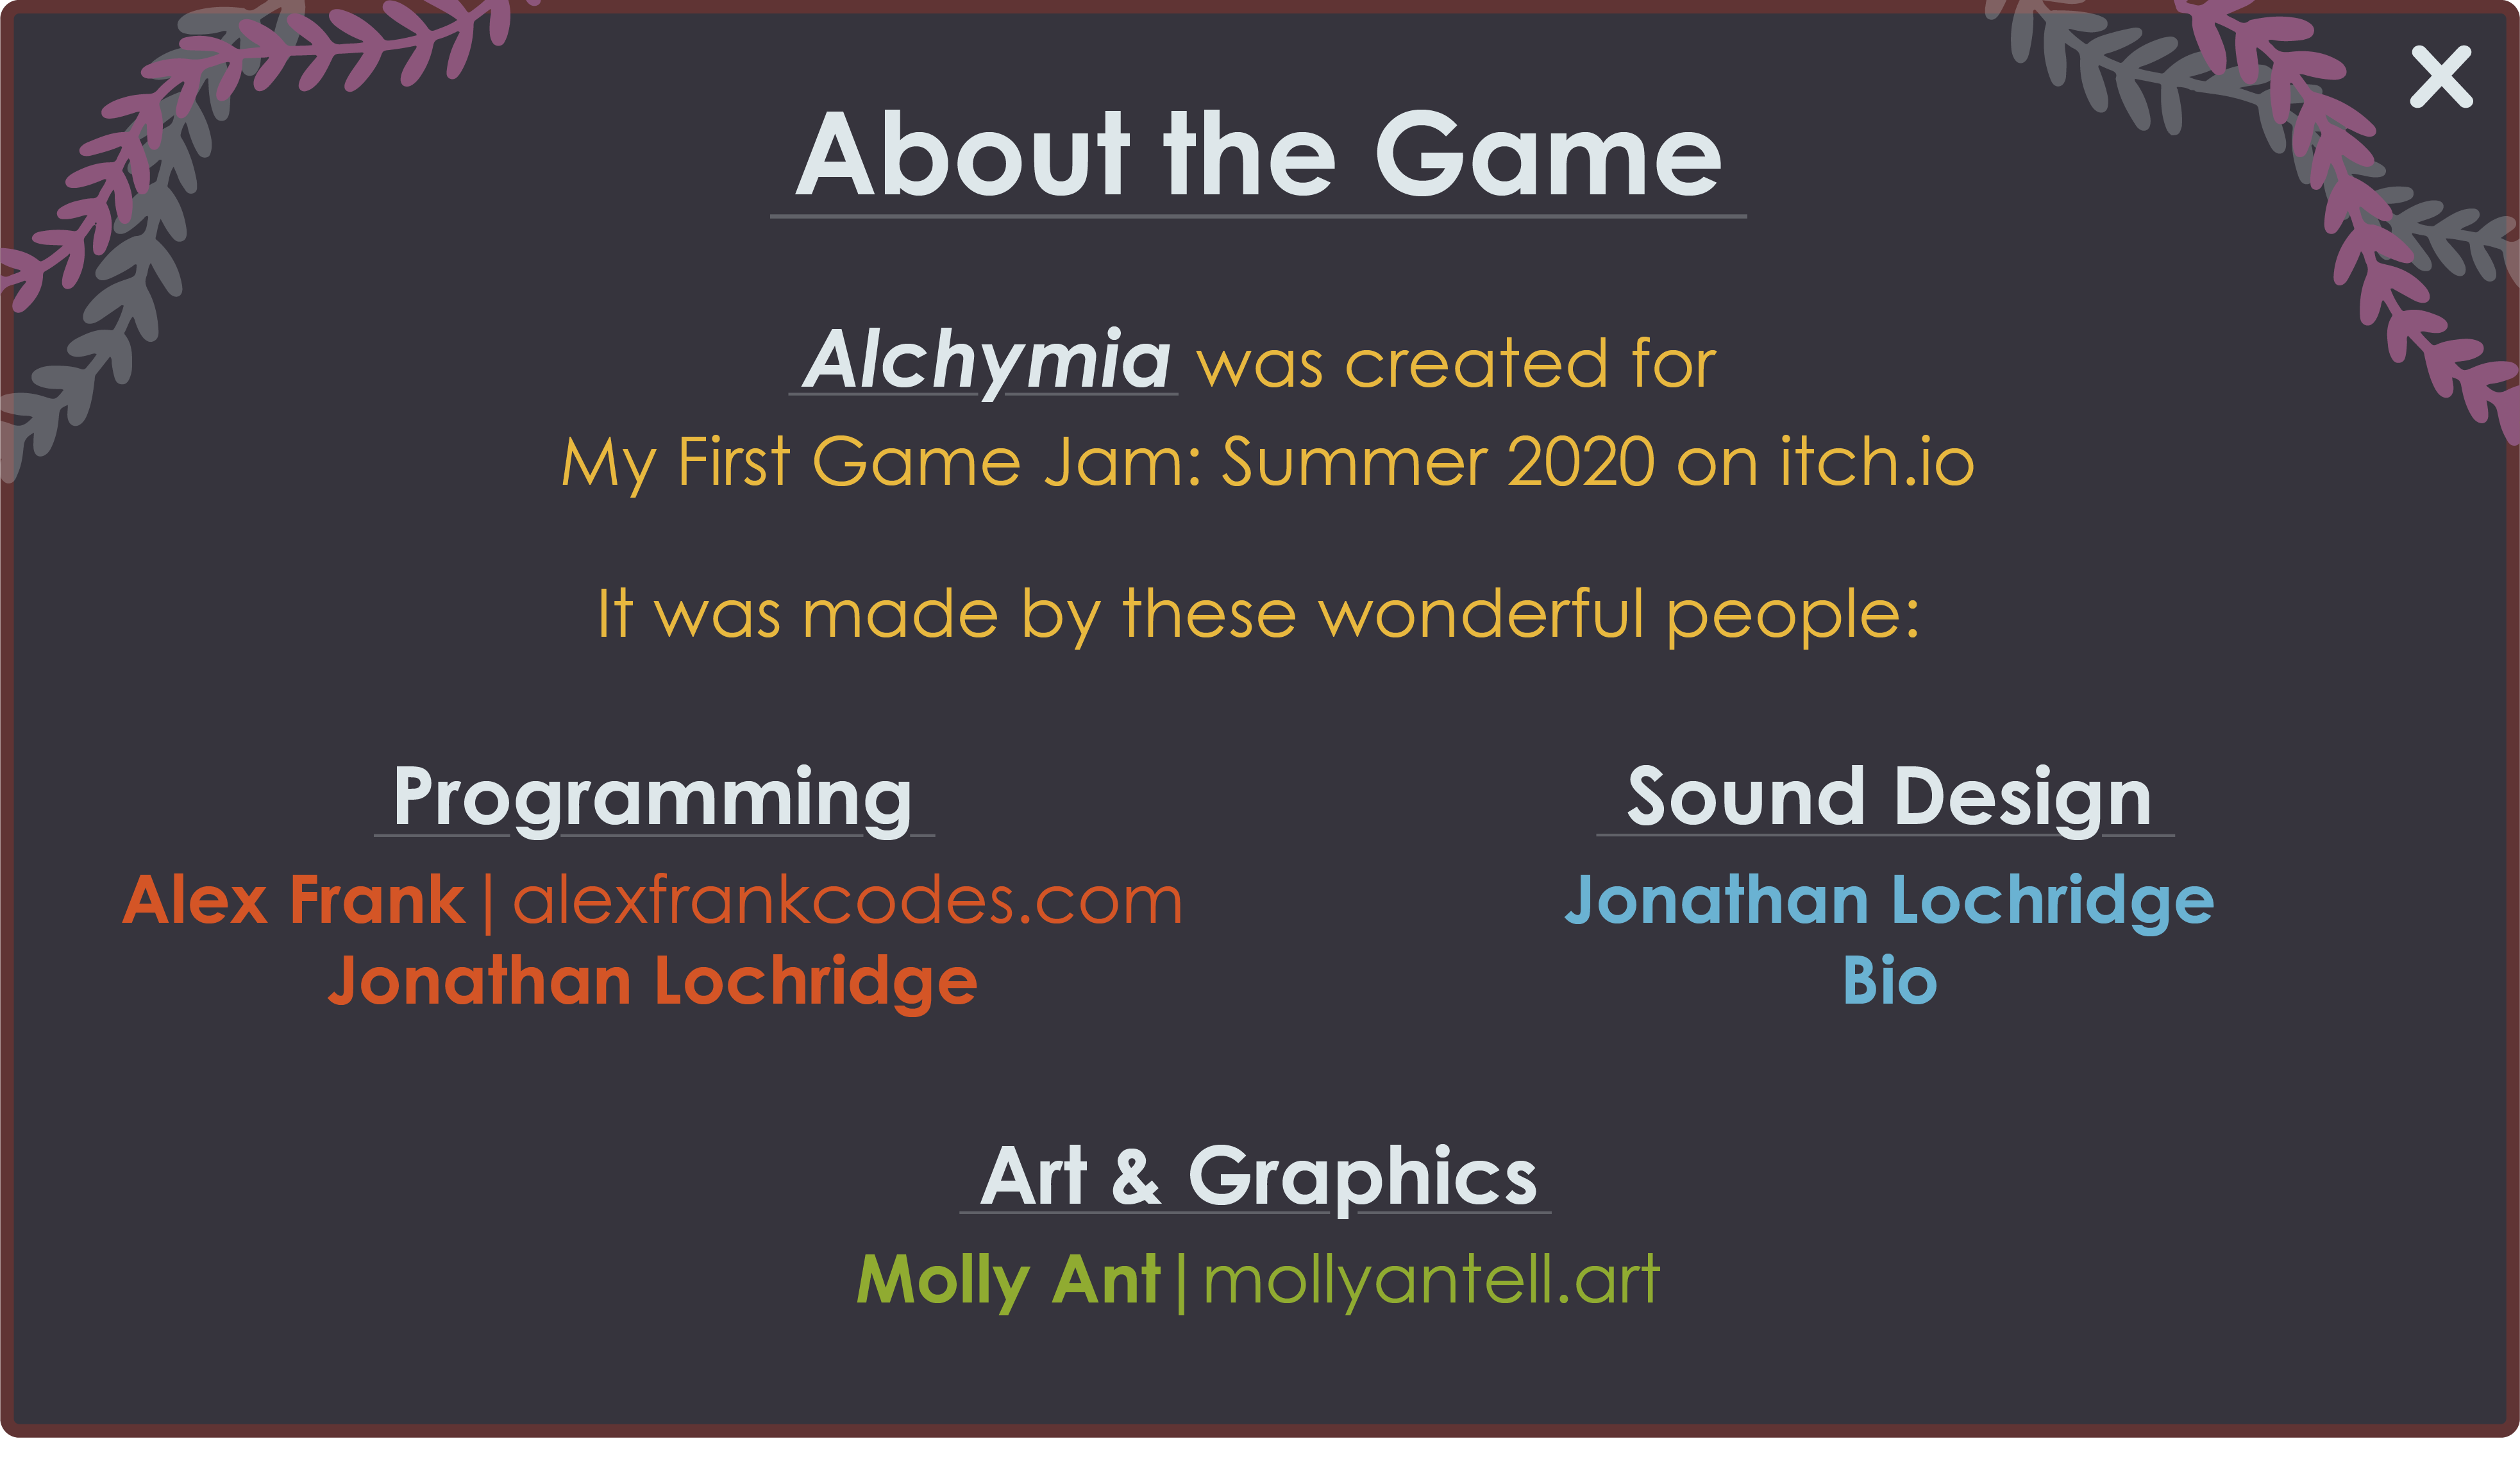 About the Game
Alchymia was created for
My First Game Jam: Summer 2020 on itch.io
It was made by these wonderful people:
Programming
Alex Frank | alexfrankcodes.com
Jonathan Lochridge
Sound Design
Jonathan Lochridge
Bio
Art & Graphics
Molly Ant | mollyantell.art